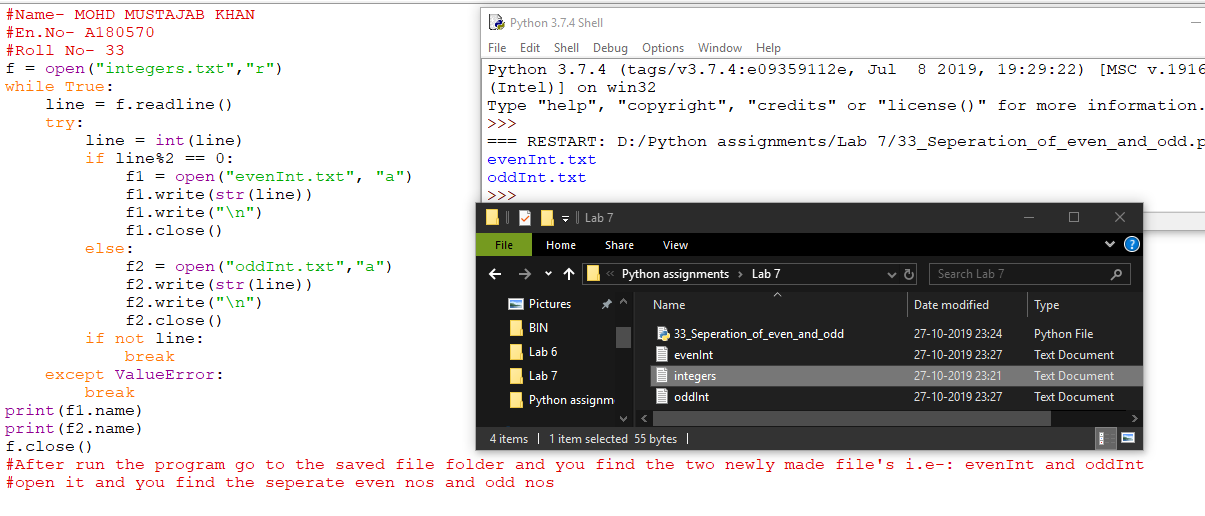 #Name- MOHD MUSTAJAB KHAN
#En.No- A180570
#Roll No- 33
f = open("integers.txt","r")
while True:
    line = f.readline()
    try:
        line = int(line)
        if line%2 == 0:
            f1 = open("evenInt.txt", "a")
            f1.write(str(line))
            f1.write("\n")
            f1.close()
        else:
            f2 = open("oddInt.txt","a")
            f2.write(str(line))
            f2.write("\n")
            f2.close()
        if not line:
            break
    except ValueError:
        break
print(f1.name)
print(f2.name)
f.close()
#After run the program go to the saved file folder and you find the two newly made file's i.e-: evenInt and oddInt
#open it and you find the seperate even nos and odd nos
Python 3.7.4 Shell
File Edit Shell Debug Options Window Help
Python 3.7.4 (tags/v3.7.4:e09359112e, Jul  8 2019, 19:29:22) [MSC v.1916
(Intel)] on win32
Type "help", "copyright", "credits" or "license()" for more information.
>>>
=== RESTART: D:/Python assignments/Lab 7/33_Seperation_of_even_and_odd.p
evenInt.txt
oddInt.txt
>>>
Lab 7
File Home Share View
« Python assignments › Lab 7 Search Lab 7
Pictures
BIN
Lab 6
Lab 7
Python assignm
Name Date modified Type
33_Seperation_of_even_and_odd 27-10-2019 23:24 Python File
evenInt 27-10-2019 23:27 Text Document
integers 27-10-2019 23:21 Text Document
oddInt 27-10-2019 23:27 Text Document
4 items 1 item selected 55 bytes